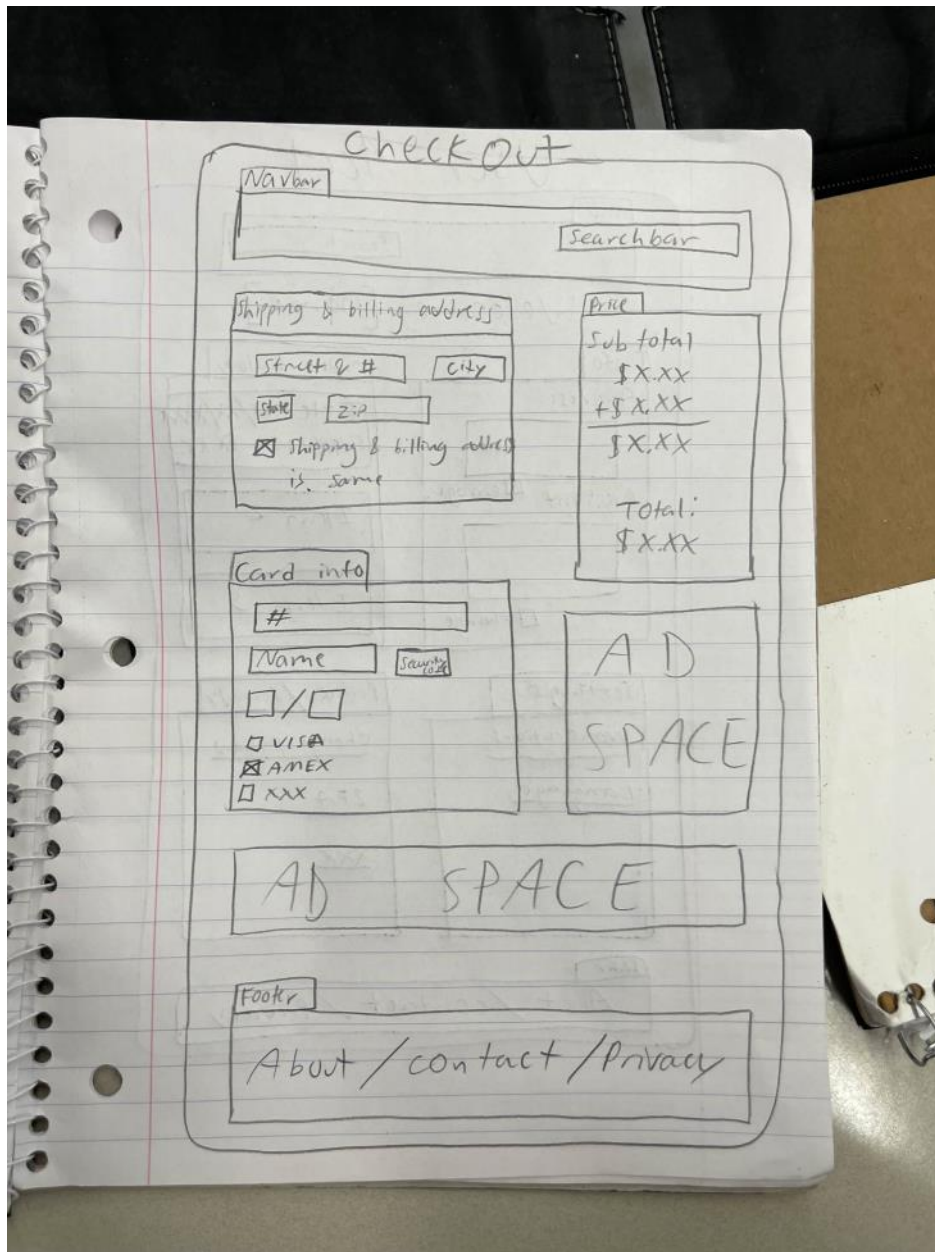 Check Out
Navbar
Searchbar
Shipping & billing address
Street & #
City
State
Zip
☒ Shipping & billing address
is same
Price
Sub total
$X.XX
+$X.XX
$X.XX
Total:
$X.XX
Card info
#
Name
Security code
☐/☐
☐ VISA
☒ AMEX
☐ XXX
AD
SPACE
AD SPACE
Footer
About/contact/Privacy